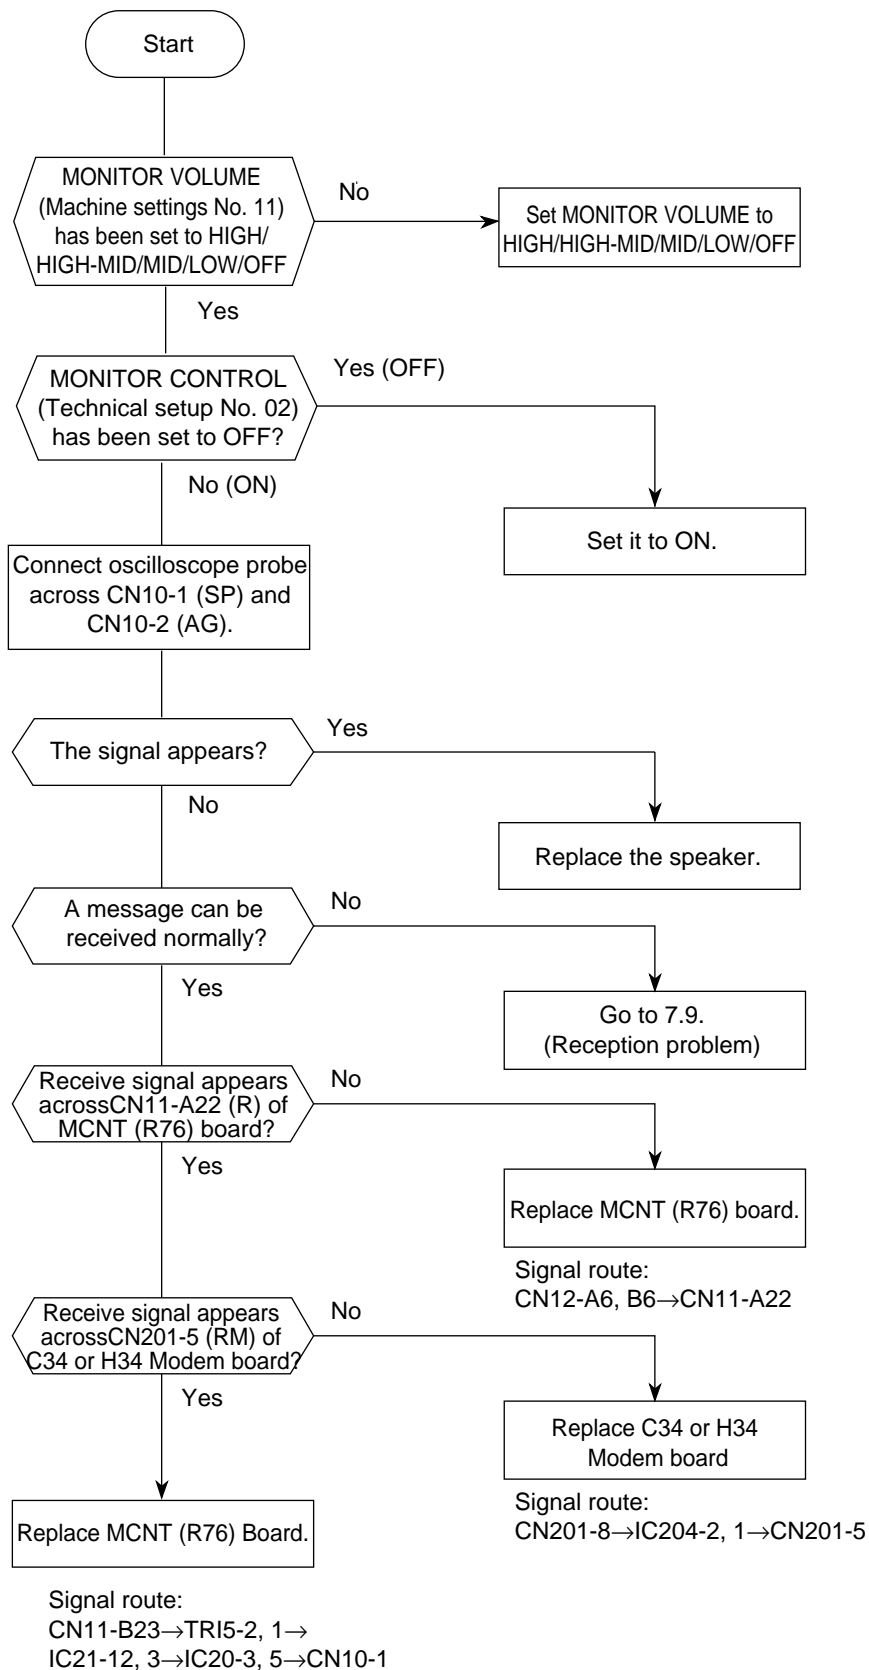 Start
MONITOR VOLUME
(Machine settings No. 11)
has been set to HIGH/
HIGH-MID/MID/LOW/OFF
No
Set MONITOR VOLUME to
HIGH/HIGH-MID/MID/LOW/OFF
Yes
MONITOR CONTROL
(Technical setup No. 02)
has been set to OFF?
Yes (OFF)
No (ON)
Set it to ON.
Connect oscilloscope probe
across CN10-1 (SP) and
CN10-2 (AG).
The signal appears?
Yes
No
Replace the speaker.
A message can be
received normally?
No
Yes
Go to 7.9.
(Reception problem)
Receive signal appears
acrossCN11-A22 (R) of
MCNT (R76) board?
No
Yes
Replace MCNT (R76) board.
Signal route:
CN12-A6, B6→CN11-A22
Receive signal appears
acrossCN201-5 (RM) of
C34 or H34 Modem board?
No
Yes
Replace C34 or H34
Modem board
Signal route:
CN201-8→IC204-2, 1→CN201-5
Replace MCNT (R76) Board.
Signal route:
CN11-B23→TRI5-2, 1→
IC21-12, 3→IC20-3, 5→CN10-1